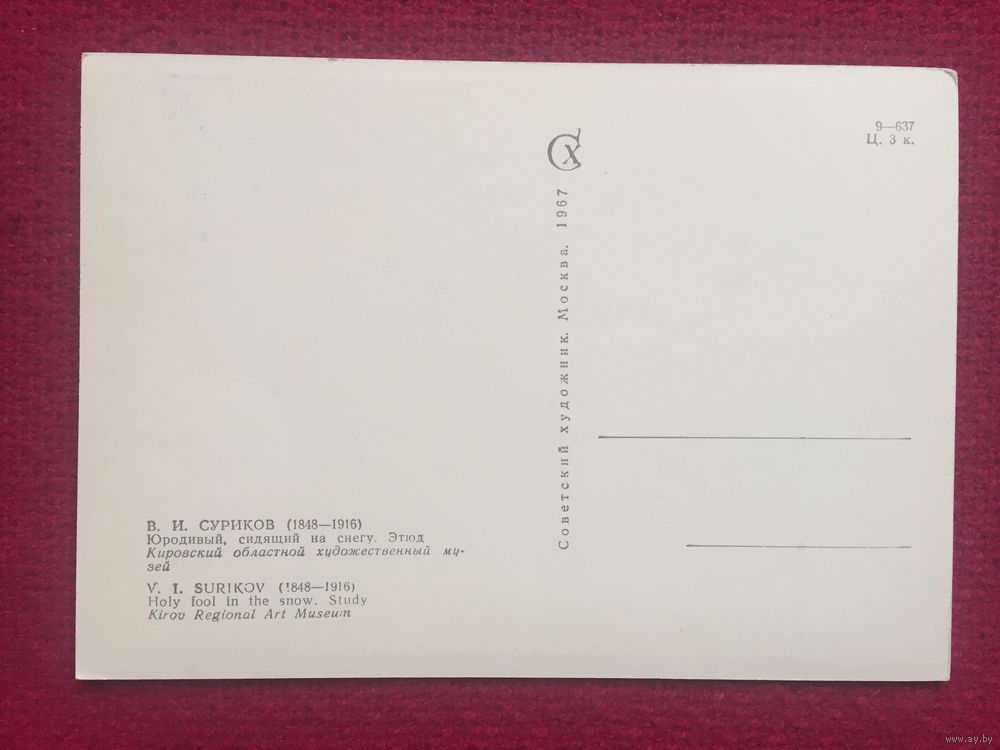 9—637
Ц. 3 к.
Сх
Советский художник. Москва. 1967
В. И. СУРИКОВ (1848—1916)
Юродивый, сидящий на снегу. Этюд
Кировский областной художественный му-
зей
V. I. SURIKOV (1848—1916)
Holy fool in the snow. Study
Kirov Regional Art Museum
www.ay.by